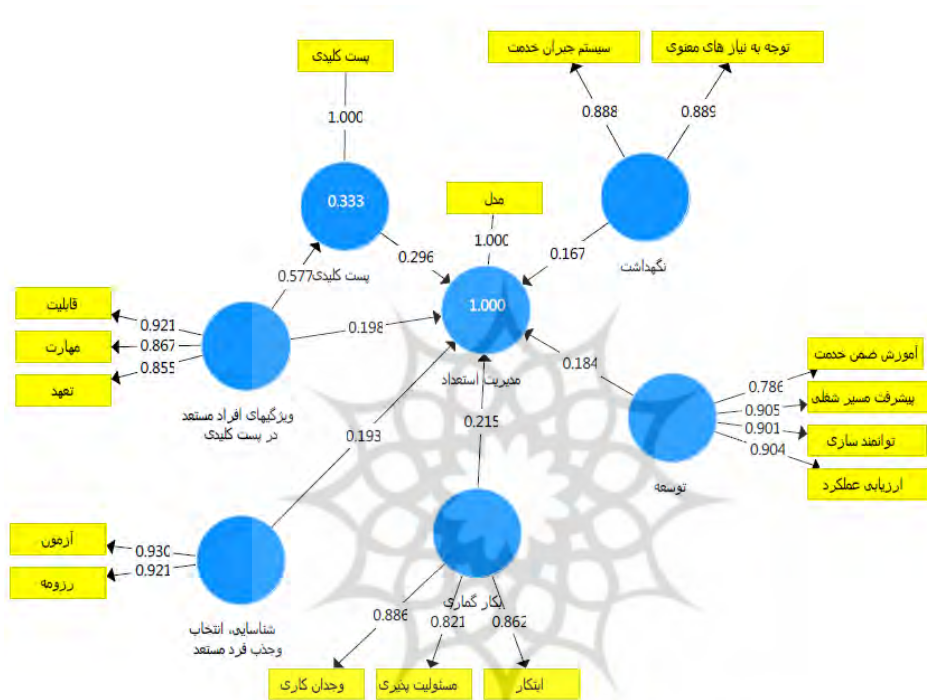 پست کلیدی
سیستم جبران خدمت
توجه به نیاز های معنوی
1.000
0.888
0.889
0.333
پست کلیدی
مدل
1.000
0.296
0.167
نگهداشت
0.577
1.000
مدیریت استعداد
قابلیت
مهارت
تعهد
0.921
0.867
0.855
0.198
ویژگیهای افراد مستعد
در پست کلیدی
0.184
آموزش ضمن خدمت
پیشرفت مسیر شغلی
توانمند سازی
ارزیابی عملکرد
0.786
0.905
0.901
0.904
توسعه
0.193
0.215
آزمون
رزومه
0.930
0.921
شناسایی، انتخاب
وجذب فرد مستعد
بکار گماری
0.886
0.821
0.862
وجدان کاری
مسئولیت پذیری
ابتکار